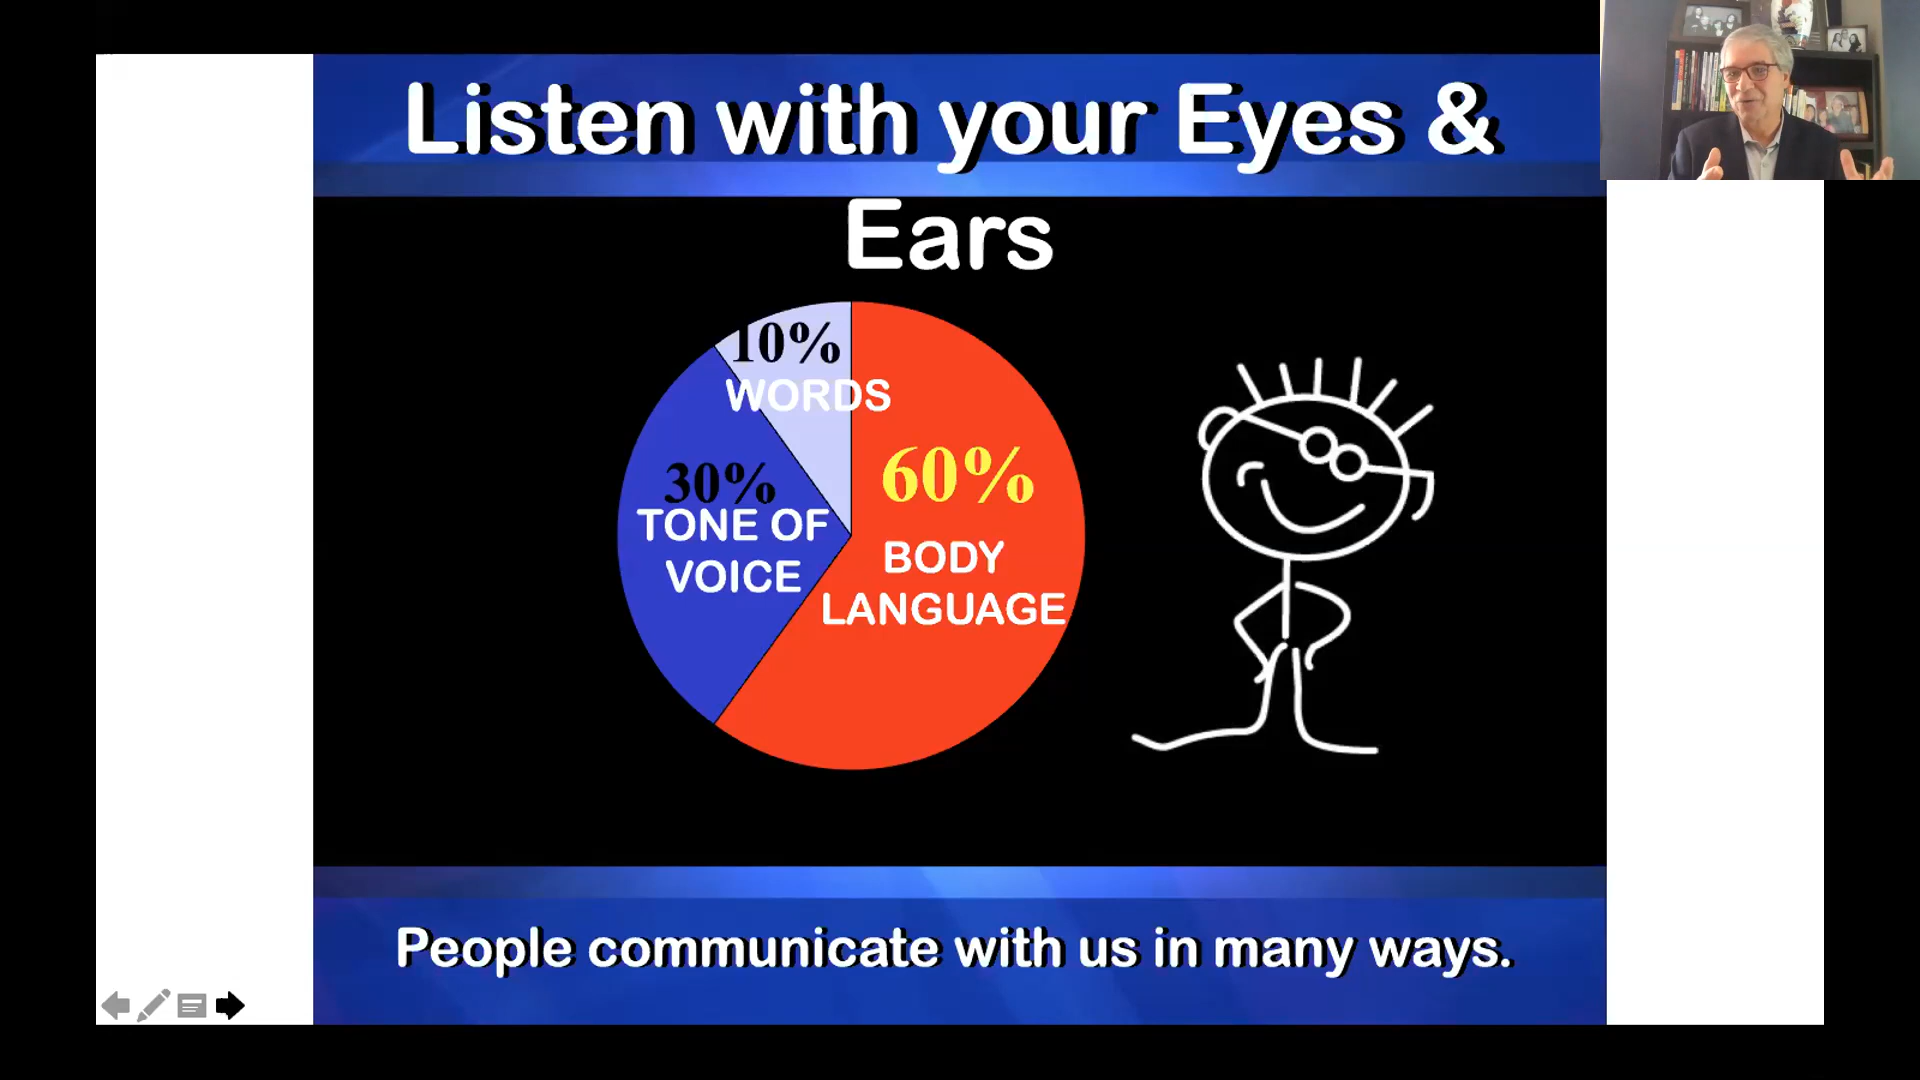 Listen with your Eyes &
Ears
10%
WORDS
30%
TONE OF
VOICE
60%
BODY
LANGUAGE
People communicate with us in many ways.